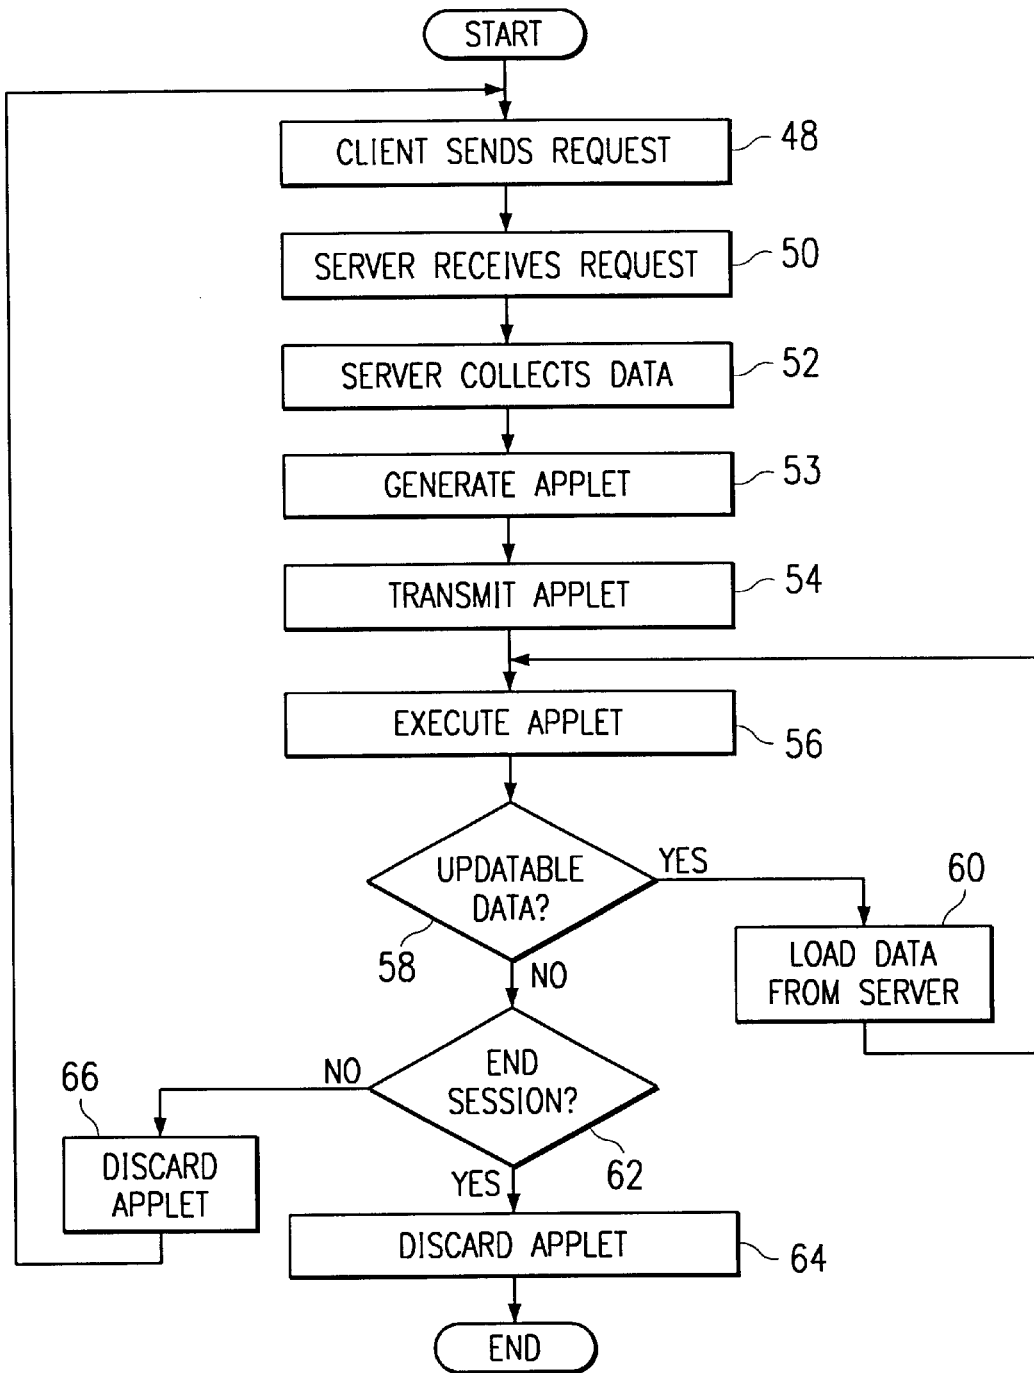 START
CLIENT SENDS REQUEST
48
SERVER RECEIVES REQUEST
50
SERVER COLLECTS DATA
52
GENERATE APPLET
53
TRANSMIT APPLET
54
EXECUTE APPLET
56
UPDATABLE
DATA?
58
YES
NO
60
LOAD DATA
FROM SERVER
END
SESSION?
62
NO
YES
66
DISCARD
APPLET
DISCARD APPLET
64
END